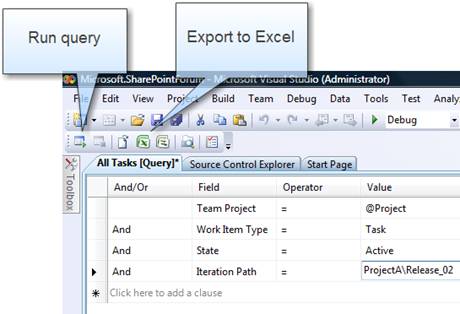 Run query
Export to Excel
Microsoft.SharePointForum - Microsoft Visual Studio (Administrator)
File Edit View Project Build Team Debug Data Tools Test Analy
Debug
All Tasks [Query]* Source Control Explorer Start Page
Toolbox
And/Or Field Operator Value
Team Project = @Project
And Work Item Type = Task
And State = Active
And Iteration Path = ProjectA\Release_02
Click here to add a clause